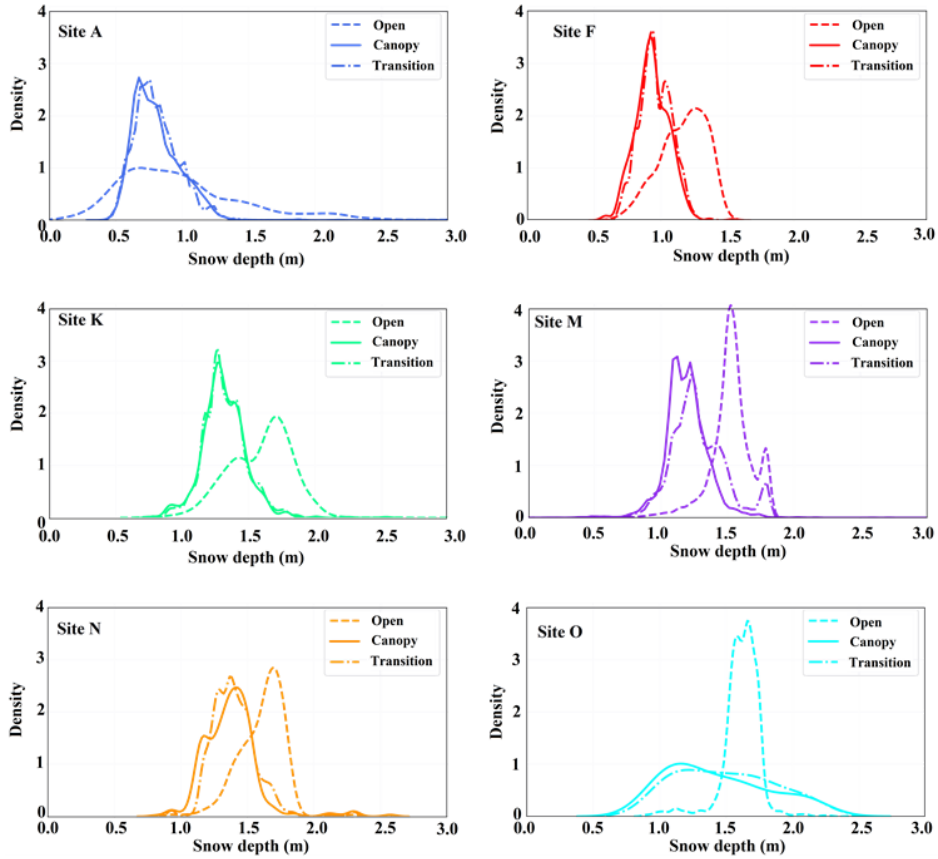 Site A
Open
Canopy
Transition
4
3
2
1
0
Density
0.0 0.5 1.0 1.5 2.0 2.5 3.0
Snow depth (m)
Site F
Open
Canopy
Transition
4
3
2
1
0
Density
0.0 0.5 1.0 1.5 2.0 2.5 3.0
Snow depth (m)
Site K
Open
Canopy
Transition
4
3
2
1
0
Density
0.0 0.5 1.0 1.5 2.0 2.5 3.0
Snow depth (m)
Site M
Open
Canopy
Transition
4
3
2
1
0
Density
0.0 0.5 1.0 1.5 2.0 2.5 3.0
Snow depth (m)
Site N
Open
Canopy
Transition
4
3
2
1
0
Density
0.0 0.5 1.0 1.5 2.0 2.5 3.0
Snow depth (m)
Site O
Open
Canopy
Transition
4
3
2
1
0
Density
0.0 0.5 1.0 1.5 2.0 2.5 3.0
Snow depth (m)